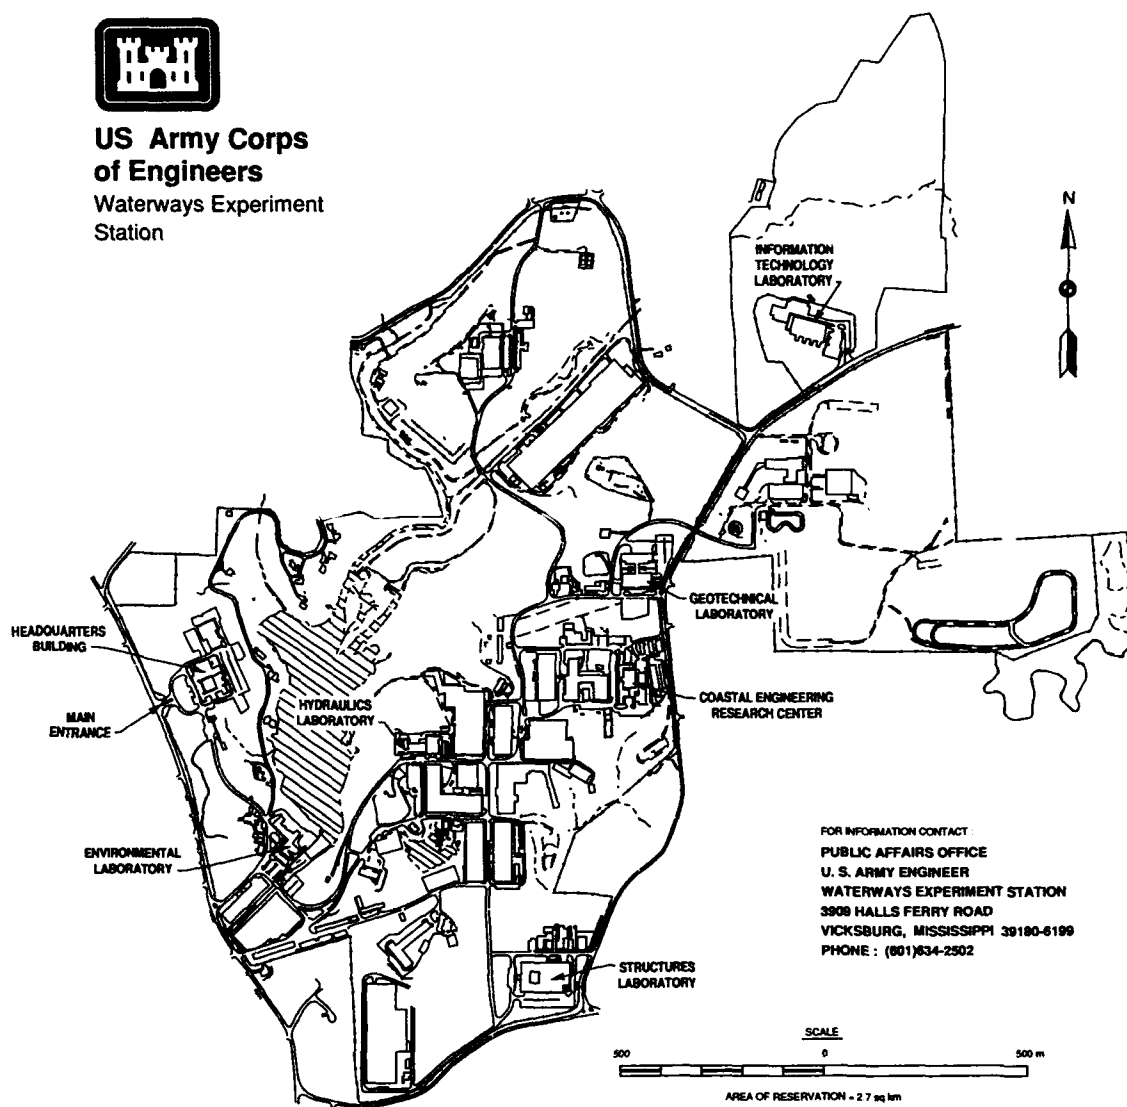 US Army Corps
of Engineers
Waterways Experiment
Station
N
INFORMATION
TECHNOLOGY
LABORATORY
GEOTECHNICAL
LABORATORY
HEADQUARTERS
BUILDING
HYDRAULICS
LABORATORY
COASTAL ENGINEERING
RESEARCH CENTER
MAIN
ENTRANCE
ENVIRONMENTAL
LABORATORY
STRUCTURES
LABORATORY
FOR INFORMATION CONTACT :
PUBLIC AFFAIRS OFFICE
U. S. ARMY ENGINEER
WATERWAYS EXPERIMENT STATION
3909 HALLS FERRY ROAD
VICKSBURG, MISSISSIPPI 39180-6199
PHONE : (601)634-2502
SCALE
500 0 500 m
AREA OF RESERVATION = 2.7 sq km